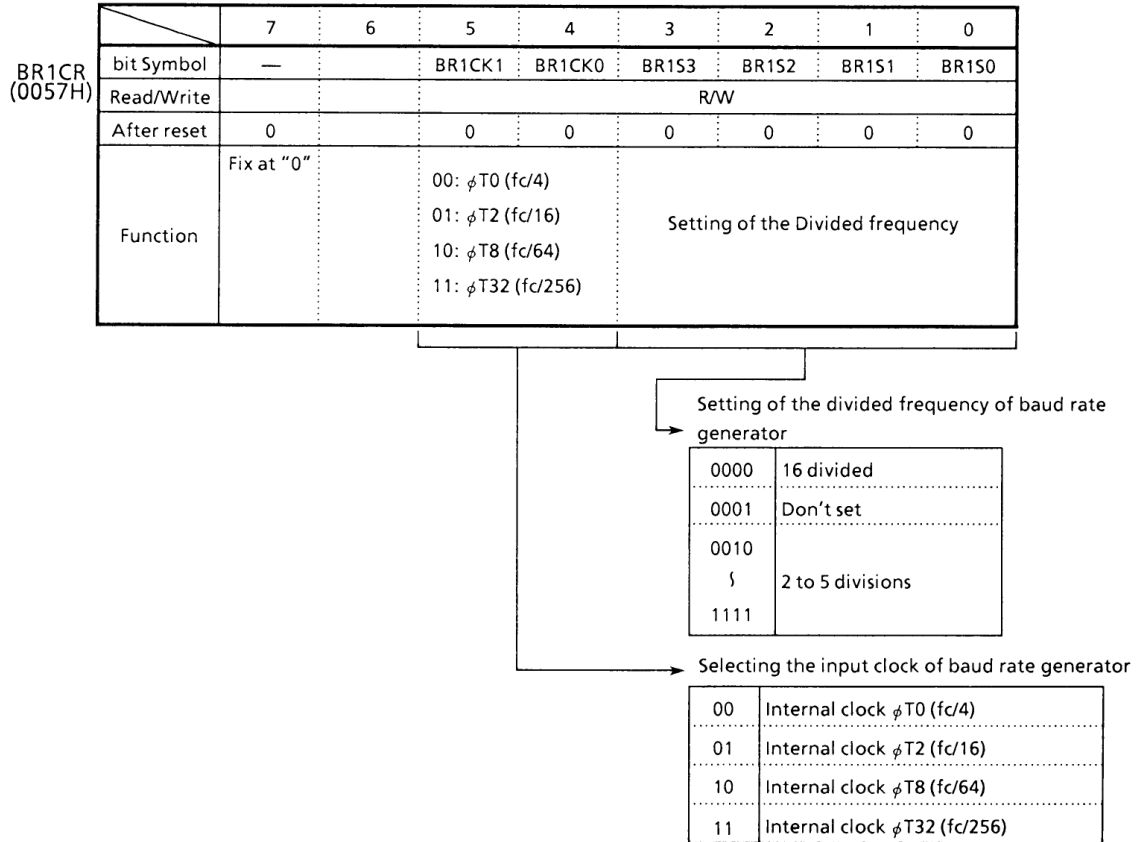 7 6 5 4 3 2 1 0
BR1CR
(0057H)
bit Symbol — BR1CK1 BR1CK0 BR1S3 BR1S2 BR1S1 BR1S0
Read/Write R/W
After reset 0 0 0 0 0 0 0
Function
Fix at "0"
00: φT0 (fc/4)
01: φT2 (fc/16)
10: φT8 (fc/64)
11: φT32 (fc/256)
Setting of the Divided frequency
Setting of the divided frequency of baud rate
generator
0000 16 divided
0001 Don't set
0010
∫ 2 to 5 divisions
1111
Selecting the input clock of baud rate generator
00 Internal clock φT0 (fc/4)
01 Internal clock φT2 (fc/16)
10 Internal clock φT8 (fc/64)
11 Internal clock φT32 (fc/256)